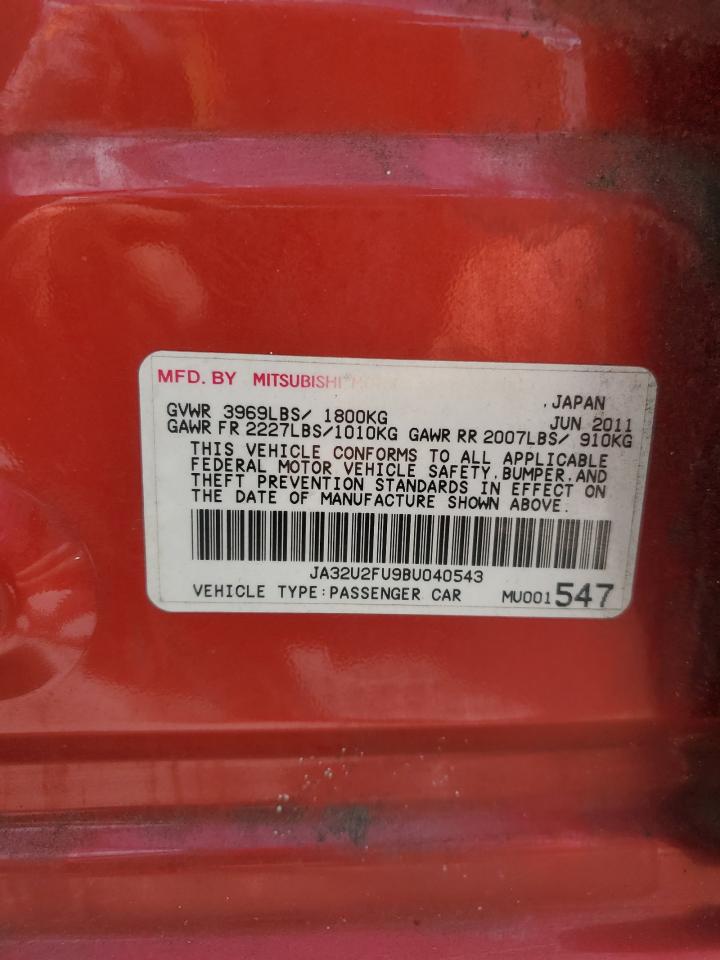 MFD. BY MITSUBISHI MOTORS
JAPAN
GVWR 3969LBS/ 1800KG JUN 2011
GAWR FR 2227LBS/1010KG GAWR RR 2007LBS/ 910KG
THIS VEHICLE CONFORMS TO ALL APPLICABLE
FEDERAL MOTOR VEHICLE SAFETY, BUMPER, AND
THEFT PREVENTION STANDARDS IN EFFECT ON
THE DATE OF MANUFACTURE SHOWN ABOVE.
JA32U2FU9BU040543
VEHICLE TYPE:PASSENGER CAR MU001547